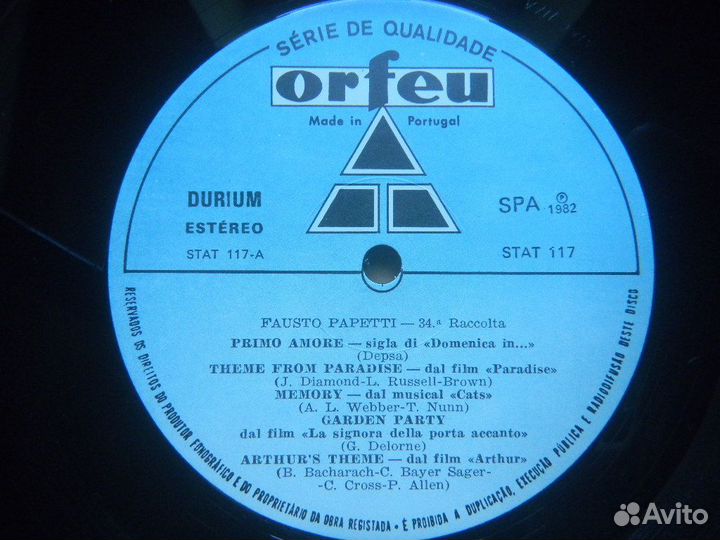 SÉRIE DE QUALIDADE
orfeu
Made in Portugal
DURIUM
ESTÉREO
STAT 117-A
SPA ℗ 1982
STAT 117
FAUSTO PAPETTI — 34.ª Raccolta
PRIMO AMORE — sigla di «Domenica in...»
(Depsa)
THEME FROM PARADISE — dal film «Paradise»
(J. Diamond-L. Russell-Brown)
MEMORY — dal musical «Cats»
(A. L. Webber-T. Nunn)
GARDEN PARTY
dal film «La signora della porta accanto»
(G. Delorne)
ARTHUR'S THEME — dal film «Arthur»
(B. Bacharach-C. Bayer Sager-
-C. Cross-P. Allen)
RESERVADOS OS DIREITOS DO PRODUTOR FONOGRÁFICO E DO PROPRIETÁRIO DA OBRA REGISTADA • É PROIBIDA A DUPLICAÇÃO, EXECUÇÃO PÚBLICA E RADIODIFUSÃO DESTE DISCO
Avito